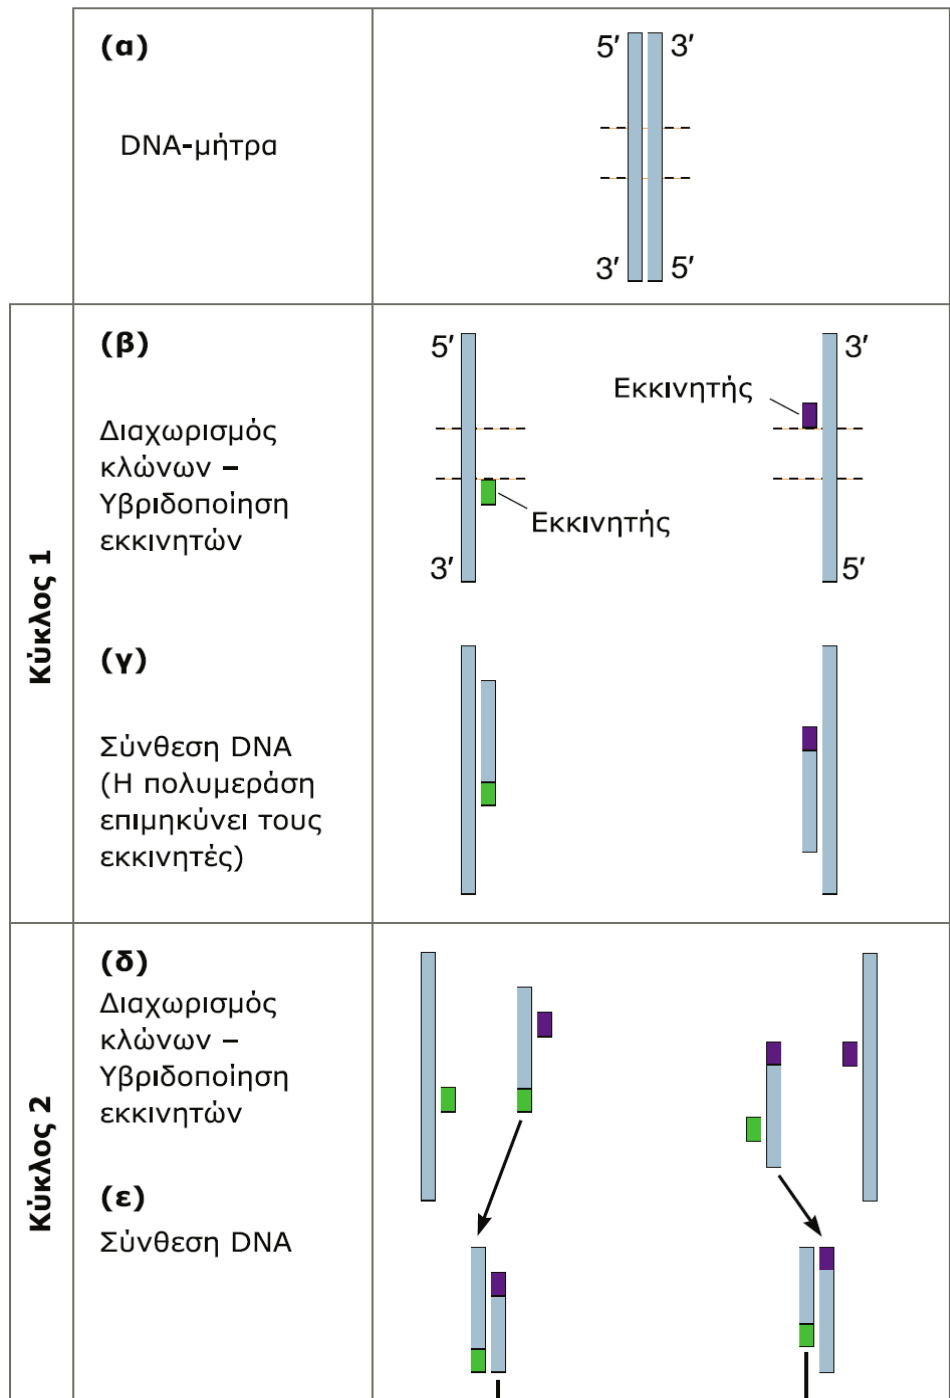 (α)
DNA-μήτρα
5′ 3′
3′ 5′
Κύκλος 1
(β)
Διαχωρισμός
κλώνων –
Υβριδοποίηση
εκκινητών
5′
3′
Εκκινητής
Εκκινητής
3′
5′
(γ)
Σύνθεση DNA
(Η πολυμεράση
επιμηκύνει τους
εκκινητές)
Κύκλος 2
(δ)
Διαχωρισμός
κλώνων –
Υβριδοποίηση
εκκινητών
(ε)
Σύνθεση DNA